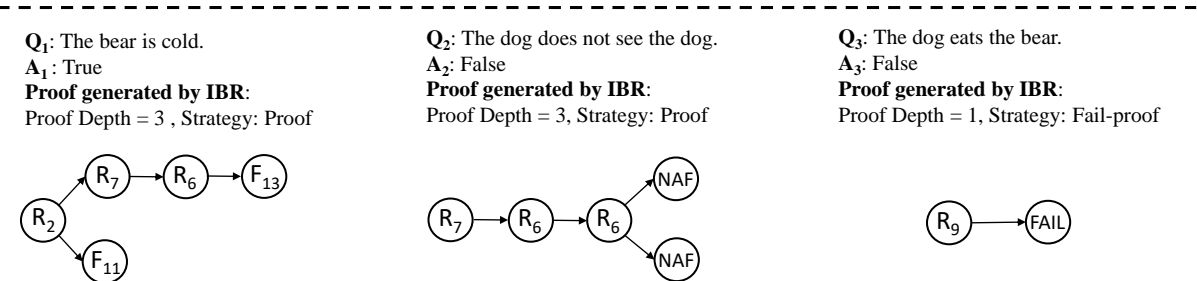 Q1: The bear is cold.
A1 : True
Proof generated by IBR:
Proof Depth = 3 , Strategy: Proof
R2
R7
R6
F13
F11
Q2: The dog does not see the dog.
A2: False
Proof generated by IBR:
Proof Depth = 3, Strategy: Proof
R7
R6
R6
NAF
NAF
Q3: The dog eats the bear.
A3: False
Proof generated by IBR:
Proof Depth = 1, Strategy: Fail-proof
R9
FAIL